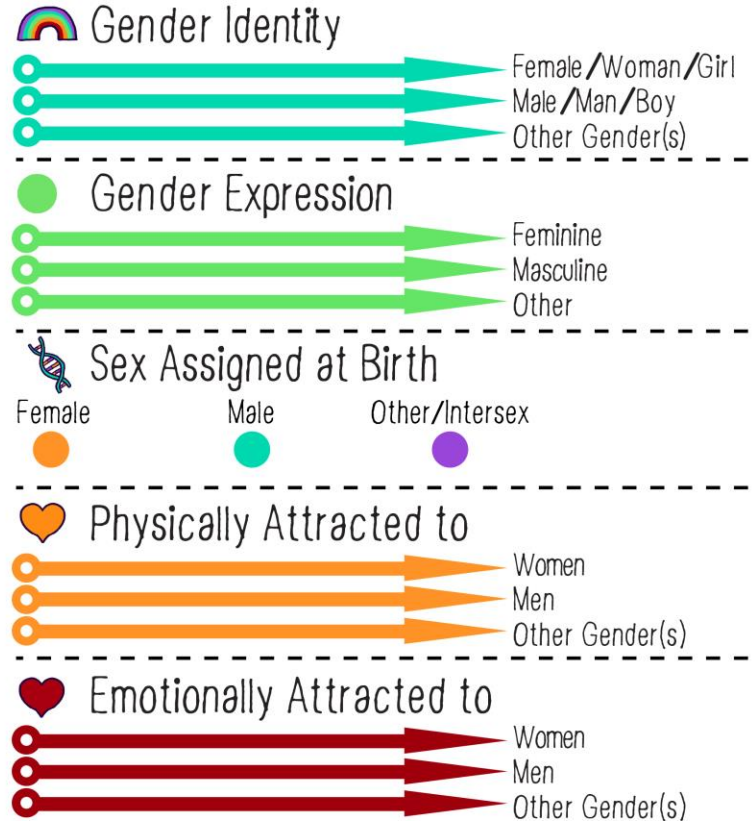 Gender Identity
Female/Woman/Girl
Male/Man/Boy
Other Gender(s)
Gender Expression
Feminine
Masculine
Other
Sex Assigned at Birth
Female Male Other/Intersex
Physically Attracted to
Women
Men
Other Gender(s)
Emotionally Attracted to
Women
Men
Other Gender(s)